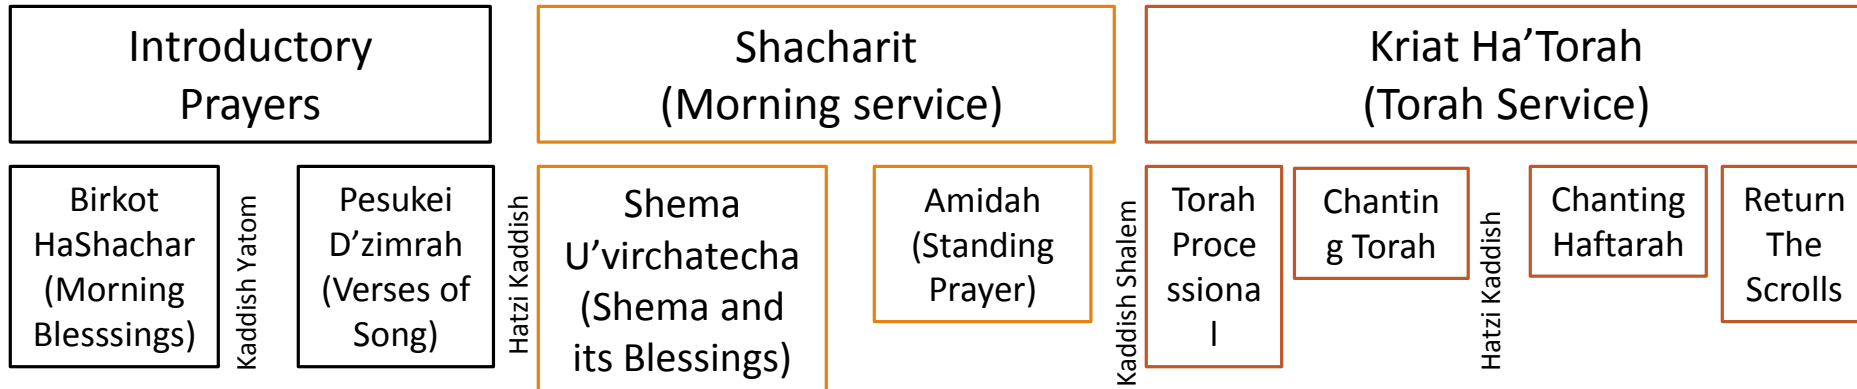 Introductory
Prayers
Shacharit
(Morning service)
Kriat Ha’Torah
(Torah Service)
Birkot
HaShachar
(Morning
Blesssings)
Kaddish Yatom
Pesukei
D’zimrah
(Verses of
Song)
Hatzi Kaddish
Shema
U’virchatecha
(Shema and
its Blessings)
Amidah
(Standing
Prayer)
Kaddish Shalem
Torah
Proce
ssiona
l
Chantin
g Torah
Hatzi Kaddish
Chanting
Haftarah
Return
The
Scrolls